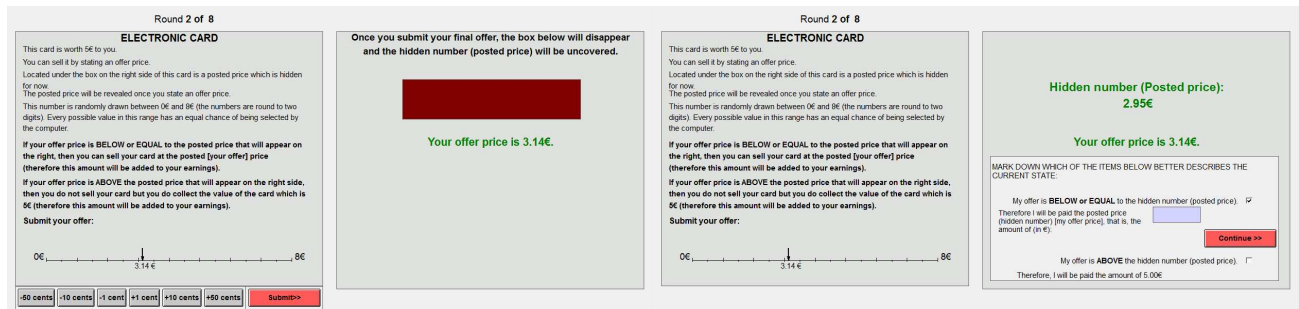 Round 2 of 8
ELECTRONIC CARD
This card is worth 5€ to you.
You can sell it by stating an offer price.
Located under the box on the right side of this card is a posted price which is hidden
for now.
The posted price will be revealed once you state an offer price.
This number is randomly drawn between 0€ and 8€ (the numbers are round to two
digits). Every possible value in this range has an equal chance of being selected by
the computer.
If your offer price is BELOW or EQUAL to the price that will appear on
the right, then you can sell your card at the posted [your offer] price
(therefore this amount will be added to your earnings).
If your offer price is ABOVE the posted price that will appear on the right side,
then you do not sell your card but you do collect the value of the card which is
5€ (therefore this amount will be added to your earnings).
Submit your offer:
0€
8€
3.14 €
-50 cents
-10 cents
-1 cent
+1 cent
+10 cents
+50 cents
Submit>>
Once you submit your final offer, the box below will disappear
and the hidden number (posted price) will be uncovered.
Your offer price is 3.14€.
Round 2 of 8
ELECTRONIC CARD
This card is worth 5€ to you.
You can sell it by stating an offer price.
Located under the box on the right side of this card is a posted price which is hidden
for now.
The posted price will be revealed once you state an offer price.
This number is randomly drawn between 0€ and 8€ (the numbers are round to two
digits). Every possible value in this range has an equal chance of being selected by
the computer.
If your offer price is BELOW or EQUAL to the price that will appear on
the right, then you can sell your card at the posted [your offer] price
(therefore this amount will be added to your earnings).
If your offer price is ABOVE the posted price that will appear on the right side,
then you do not sell your card but you do collect the value of the card which is
5€ (therefore this amount will be added to your earnings).
Submit your offer:
0€
8€
3.14 €
Hidden number (Posted price):
2.95€
Your offer price is 3.14€.
MARK DOWN WHICH OF THE ITEMS BELOW BETTER DESCRIBES THE
CURRENT STATE:
My offer is BELOW or EQUAL to the hidden number (posted price).
Therefore I will be paid the posted price
(hidden number) [my offer price], that is, the
amount of (in €):
Continue >>
My offer is ABOVE the hidden number (posted price).
Therefore, I will be paid the amount of 5.00€